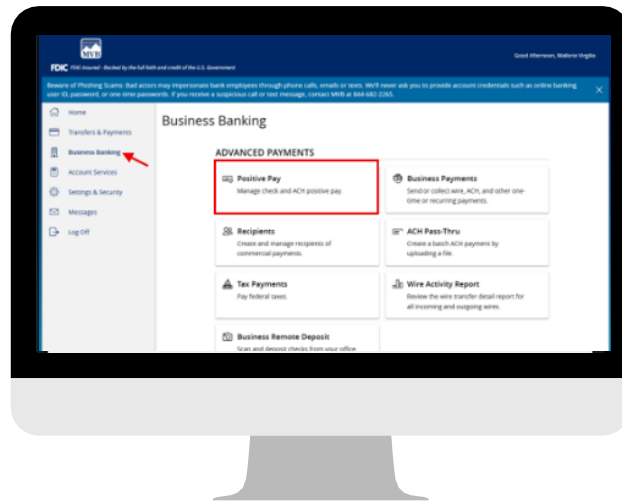 MVB
FDIC FDIC-Insured - Backed by the full faith and credit of the U.S. Government
Good Afternoon, Mallorie Virgilio
Beware of Phishing Scams: Bad actors may impersonate bank employees through phone calls, emails or texts. We'll never ask you to provide account credentials such as online banking
user ID, password, or one-time passwords. If you receive a suspicious call or text message, contact MVB at 844-682-2265.
Home
Transfers & Payments
Business Banking
Account Services
Settings & Security
Messages
Log Off
Business Banking
ADVANCED PAYMENTS
Positive Pay
Manage check and ACH positive pay.
Business Payments
Send or collect wire, ACH, and other one-
time or recurring payments.
Recipients
Create and manage recipients of
commercial payments.
ACH Pass-Thru
Create a batch ACH payment by
uploading a file.
Tax Payments
Pay federal taxes.
Wire Activity Report
Review the wire transfer detail report for
all incoming and outgoing wires.
Business Remote Deposit
Scan and deposit checks from your office